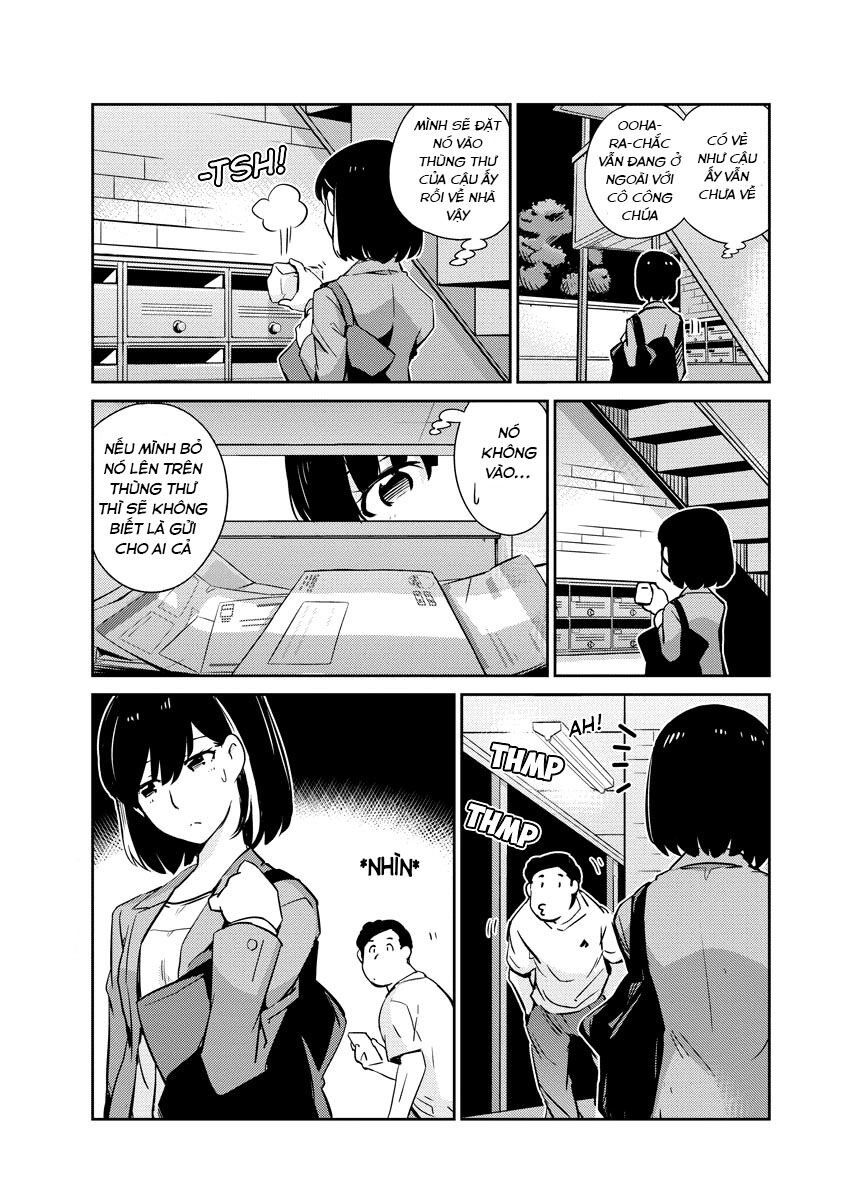 CÓ VẺ
NHƯ CẬU
ẤY VẪN
CHƯA VỀ
OOHA-
RA-CHẮC
VẪN ĐANG Ở
NGOÀI VỚI
CÔ CÔNG
CHÚA
MÌNH SẼ ĐẶT
NÓ VÀO
THÙNG THƯ
CỦA CẬU ẤY
RỒI VỀ NHÀ
VẬY
-TSH!
NÓ
KHÔNG
VÀO...
NẾU MÌNH BỎ
NÓ LÊN TRÊN
THÙNG THƯ
THÌ SẼ KHÔNG
BIẾT LÀ GỬI
CHO AI CẢ
AH!
THMP
THMP
*NHÌN*